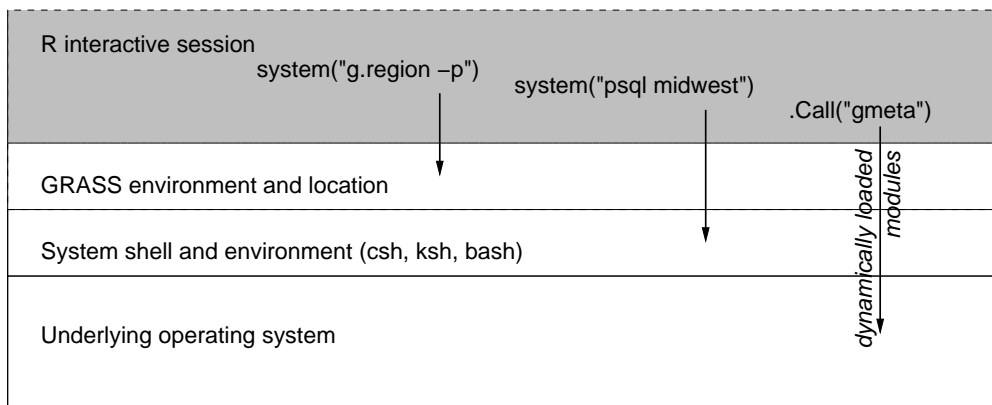 R interactive session
system("g.region –p")
system("psql midwest")
.Call("gmeta")
GRASS environment and location
System shell and environment (csh, ksh, bash)
Underlying operating system
dynamically loaded
modules